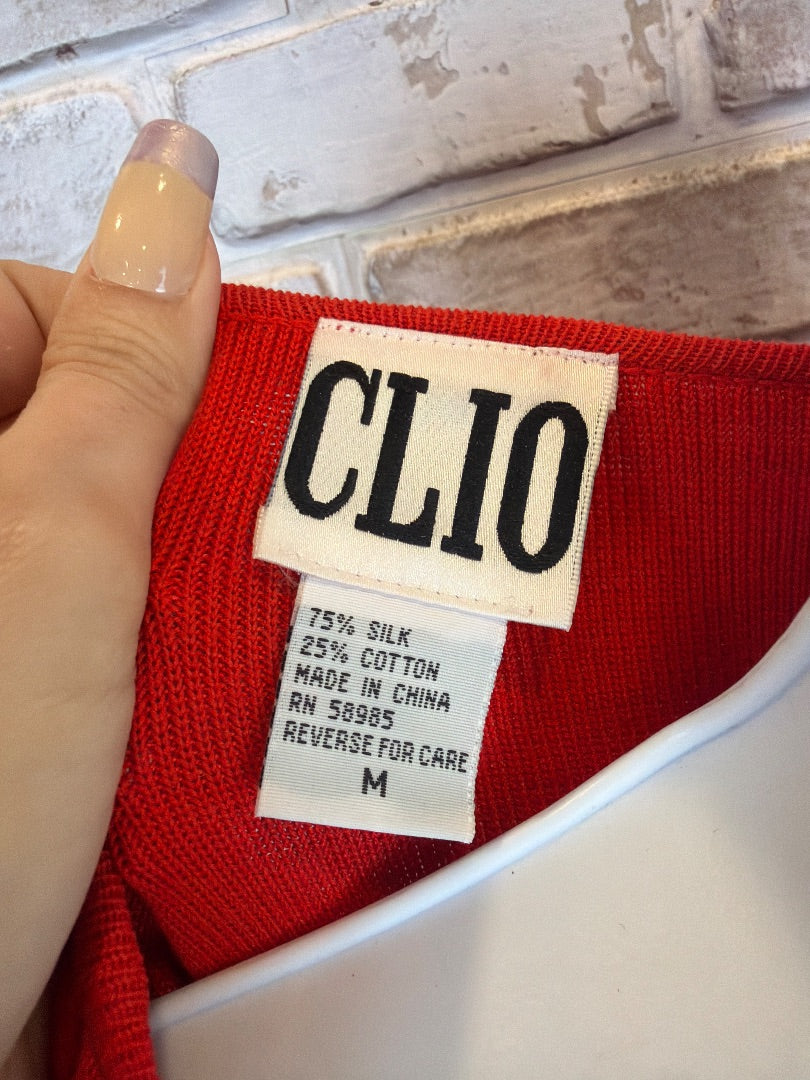 CLIO
75% SILK
25% COTTON
MADE IN CHINA
RN 58985
REVERSE FOR CARE
M